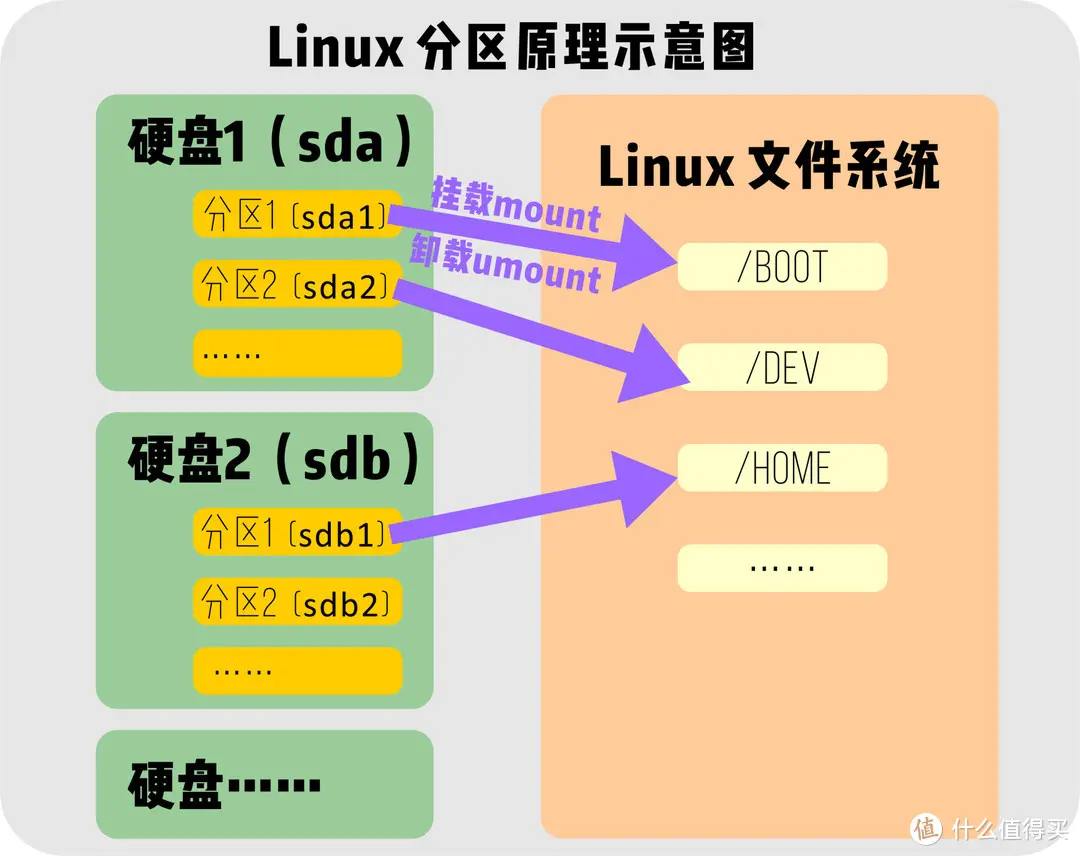 Linux 分区原理示意图
硬盘1（sda）
分区1 (sda1)
分区2 (sda2)
……
硬盘2（sdb）
分区1 (sdb1)
分区2 (sdb2)
……
硬盘……
挂载mount
卸载umount
Linux 文件系统
/BOOT
/DEV
/HOME
……
值 什么值得买